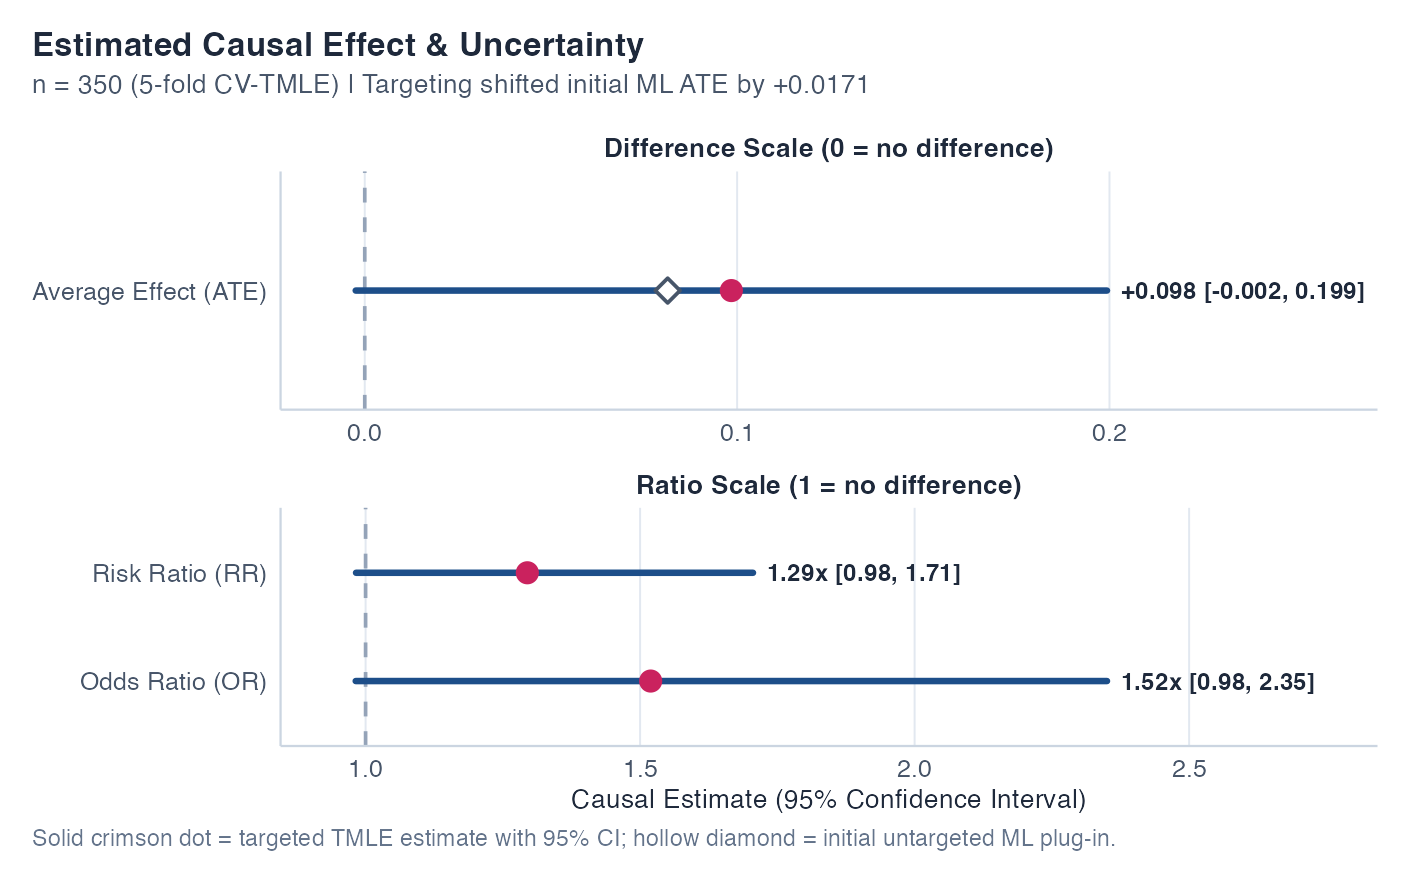 Estimated Causal Effect & Uncertainty
n = 350 (5-fold CV-TMLE) | Targeting shifted initial ML ATE by +0.0171
Difference Scale (0 = no difference)
Average Effect (ATE)
+0.098 [-0.002, 0.199]
0.0 0.1 0.2
Ratio Scale (1 = no difference)
Risk Ratio (RR)
1.29x [0.98, 1.71]
Odds Ratio (OR)
1.52x [0.98, 2.35]
1.0 1.5 2.0 2.5
Causal Estimate (95% Confidence Interval)
Solid crimson dot = targeted TMLE estimate with 95% CI; hollow diamond = initial untargeted ML plug-in.